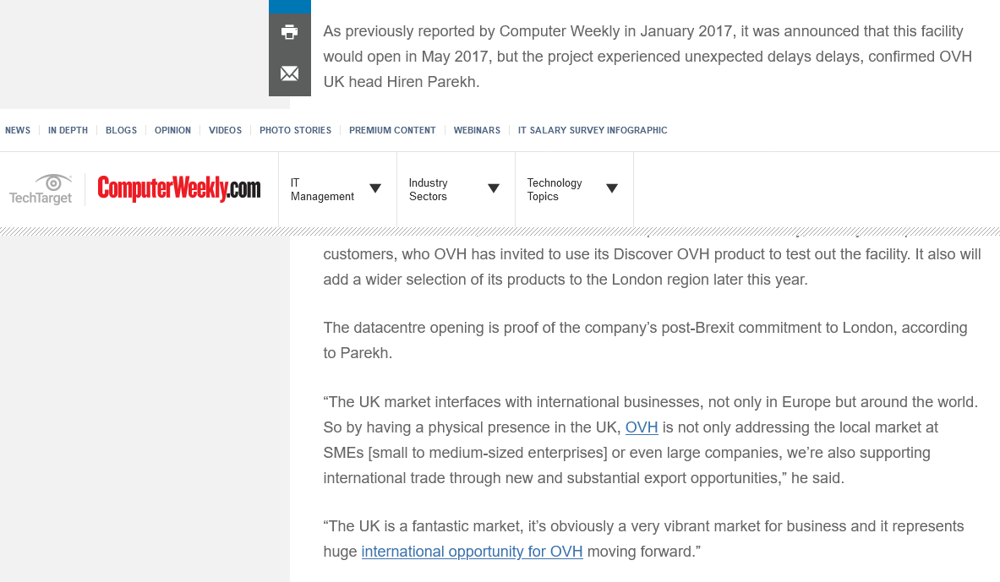 As previously reported by Computer Weekly in January 2017, it was announced that this facility
would open in May 2017, but the project experienced unexpected delays delays, confirmed OVH
UK head Hiren Parekh.
NEWS IN DEPTH BLOGS OPINION VIDEOS PHOTO STORIES PREMIUM CONTENT WEBINARS IT SALARY SURVEY INFOGRAPHIC
TechTarget
ComputerWeekly.com
IT
Management
Industry
Sectors
Technology
Topics
customers, who OVH has invited to use its Discover OVH product to test out the facility. It also will
add a wider selection of its products to the London region later this year.
The datacentre opening is proof of the company’s post-Brexit commitment to London, according
to Parekh.
“The UK market interfaces with international businesses, not only in Europe but around the world.
So by having a physical presence in the UK, OVH is not only addressing the local market at
SMEs [small to medium-sized enterprises] or even large companies, we’re also supporting
international trade through new and substantial export opportunities,” he said.
“The UK is a fantastic market, it’s obviously a very vibrant market for business and it represents
huge international opportunity for OVH moving forward.”